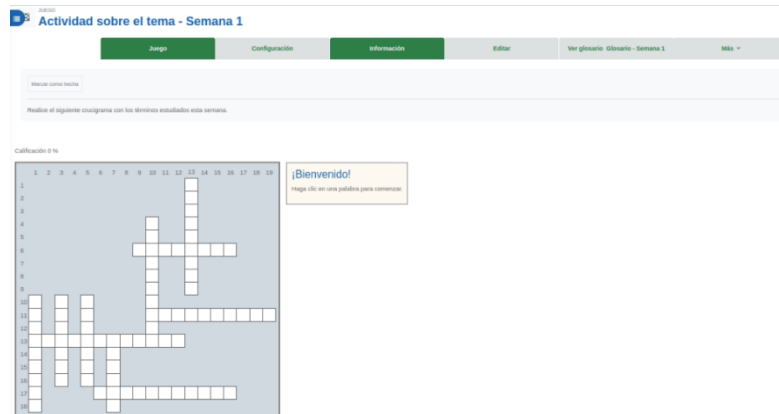 JUEGO
Actividad sobre el tema - Semana 1
Juego Configuración Información Editar Ver glosario Glosario - Semana 1 Más
Marcar como hecha
Realice el siguiente crucigrama con los términos estudiados esta semana.
Calificación 0 %
1 2 3 4 5 6 7 8 9 10 11 12 13 14 15 16 17 18 19
¡Bienvenido!
Haga clic en una palabra para comenzar.
1
2
3
4
5
6
7
8
9
10
11
12
13
14
15
16
17
18